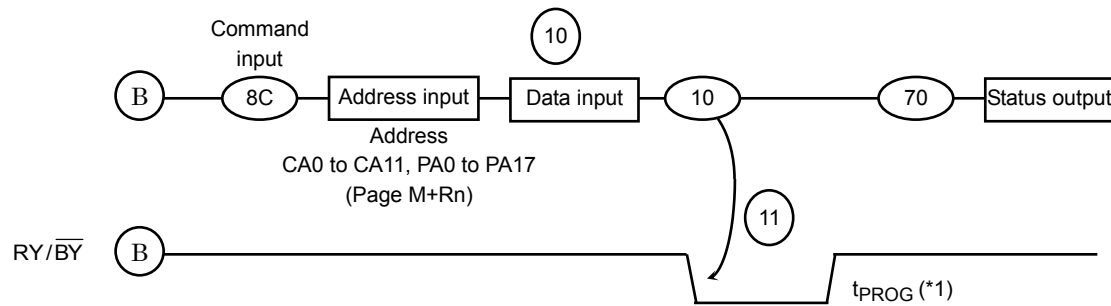 Command
input
10
B
8C
Address input
Data input
10
70
Status output
Address
CA0 to CA11, PA0 to PA17
(Page M+Rn)
11
RY/BY
B
tPROG (*1)